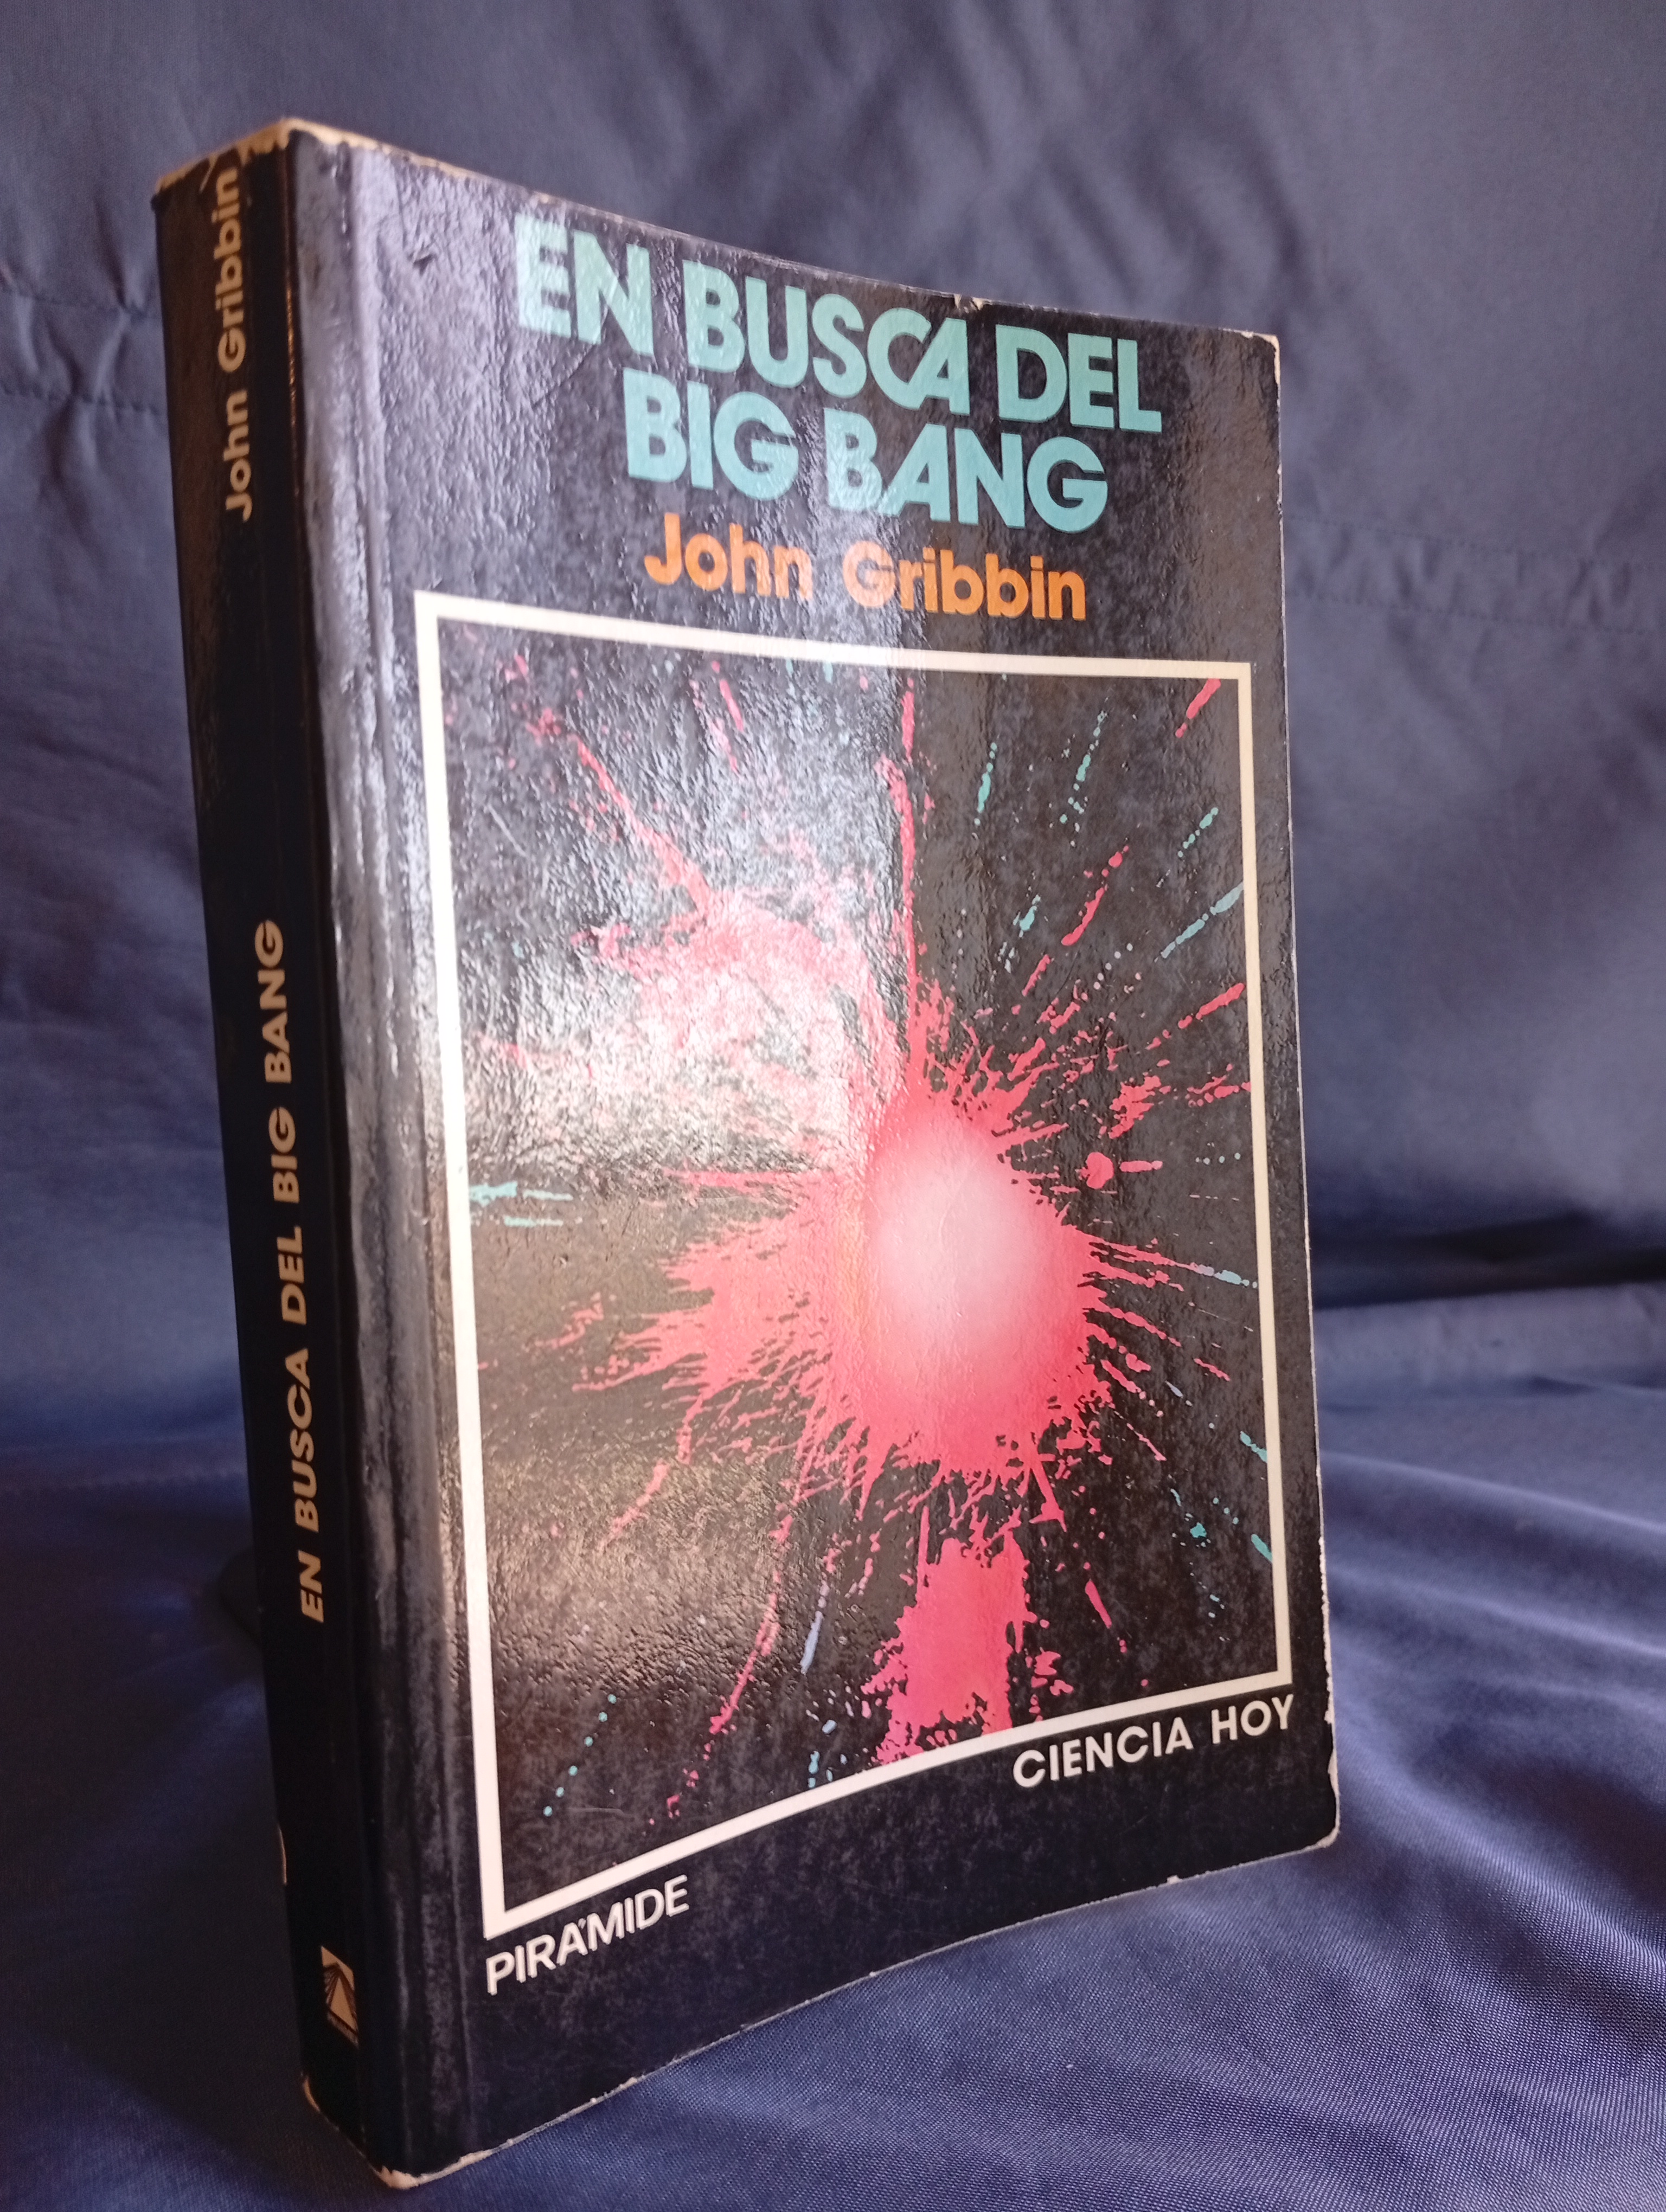 John Gribbin
EN BUSCA DEL BIG BANG
EN BUSCA DEL
BIG BANG
John Gribbin
CIENCIA HOY
PIRÁMIDE